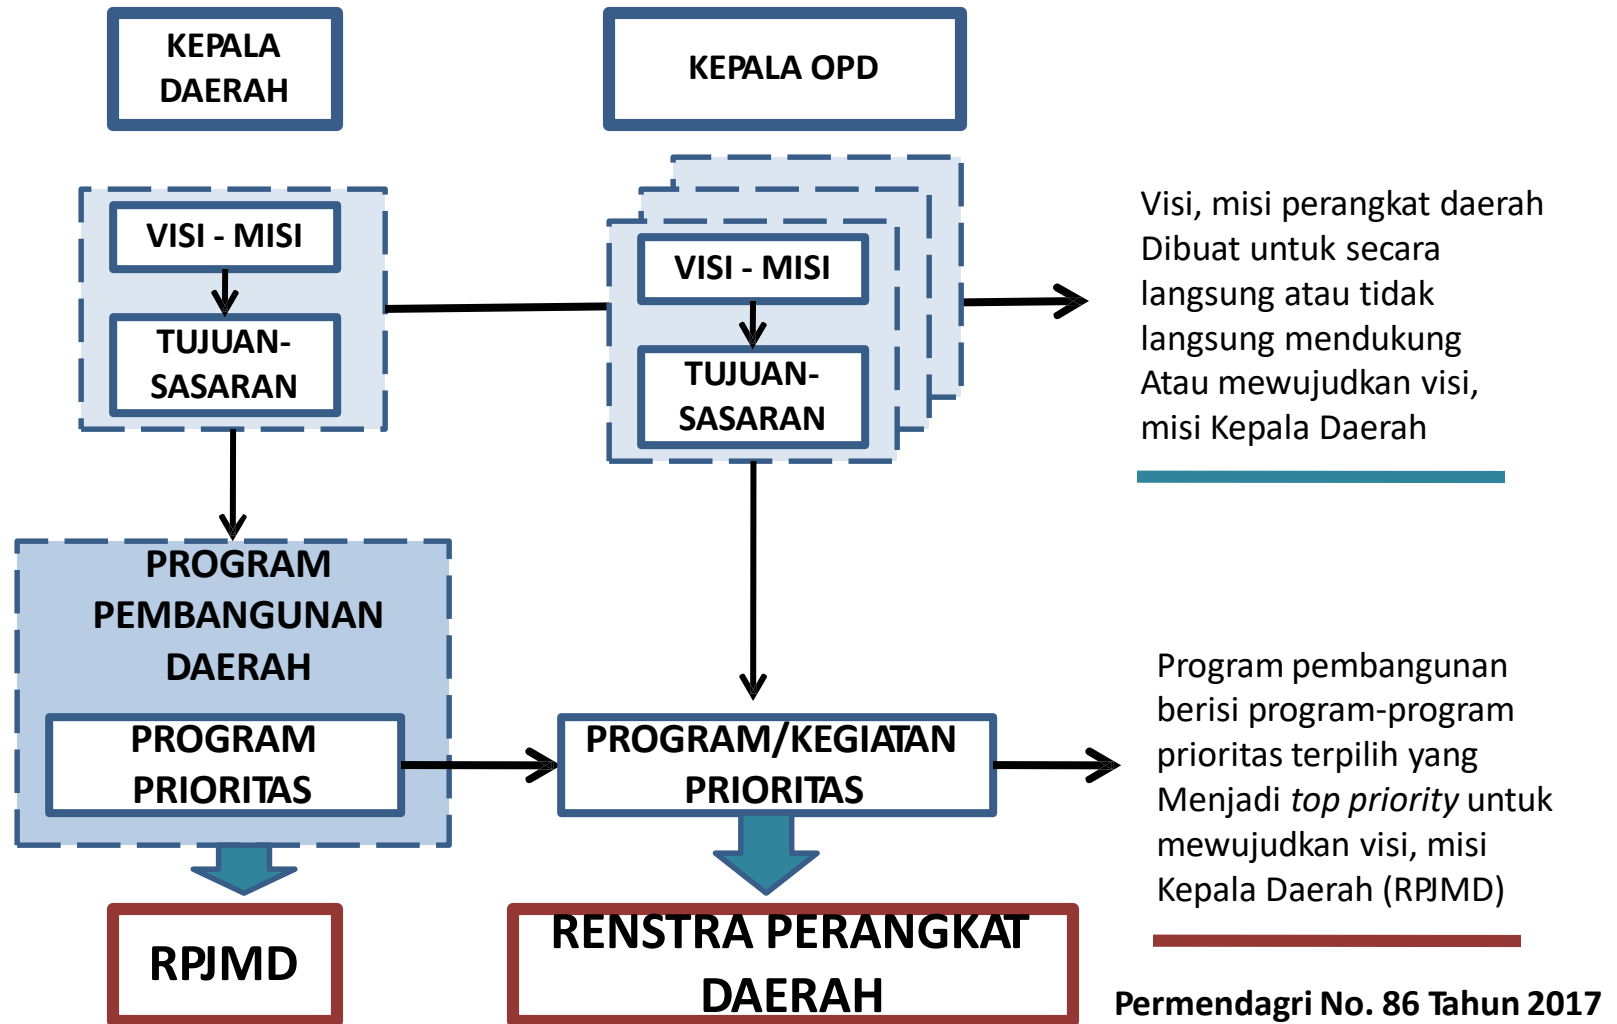 KEPALA
DAERAH
KEPALA OPD
VISI - MISI
TUJUAN-
SASARAN
VISI - MISI
TUJUAN-
SASARAN
Visi, misi perangkat daerah
Dibuat untuk secara
langsung atau tidak
langsung mendukung
Atau mewujudkan visi,
misi Kepala Daerah
PROGRAM
PEMBANGUNAN
DAERAH
PROGRAM
PRIORITAS
PROGRAM/KEGIATAN
PRIORITAS
Program pembangunan
berisi program-program
prioritas terpilih yang
Menjadi top priority untuk
mewujudkan visi, misi
Kepala Daerah (RPJMD)
RPJMD
RENSTRA PERANGKAT
DAERAH
Permendagri No. 86 Tahun 2017